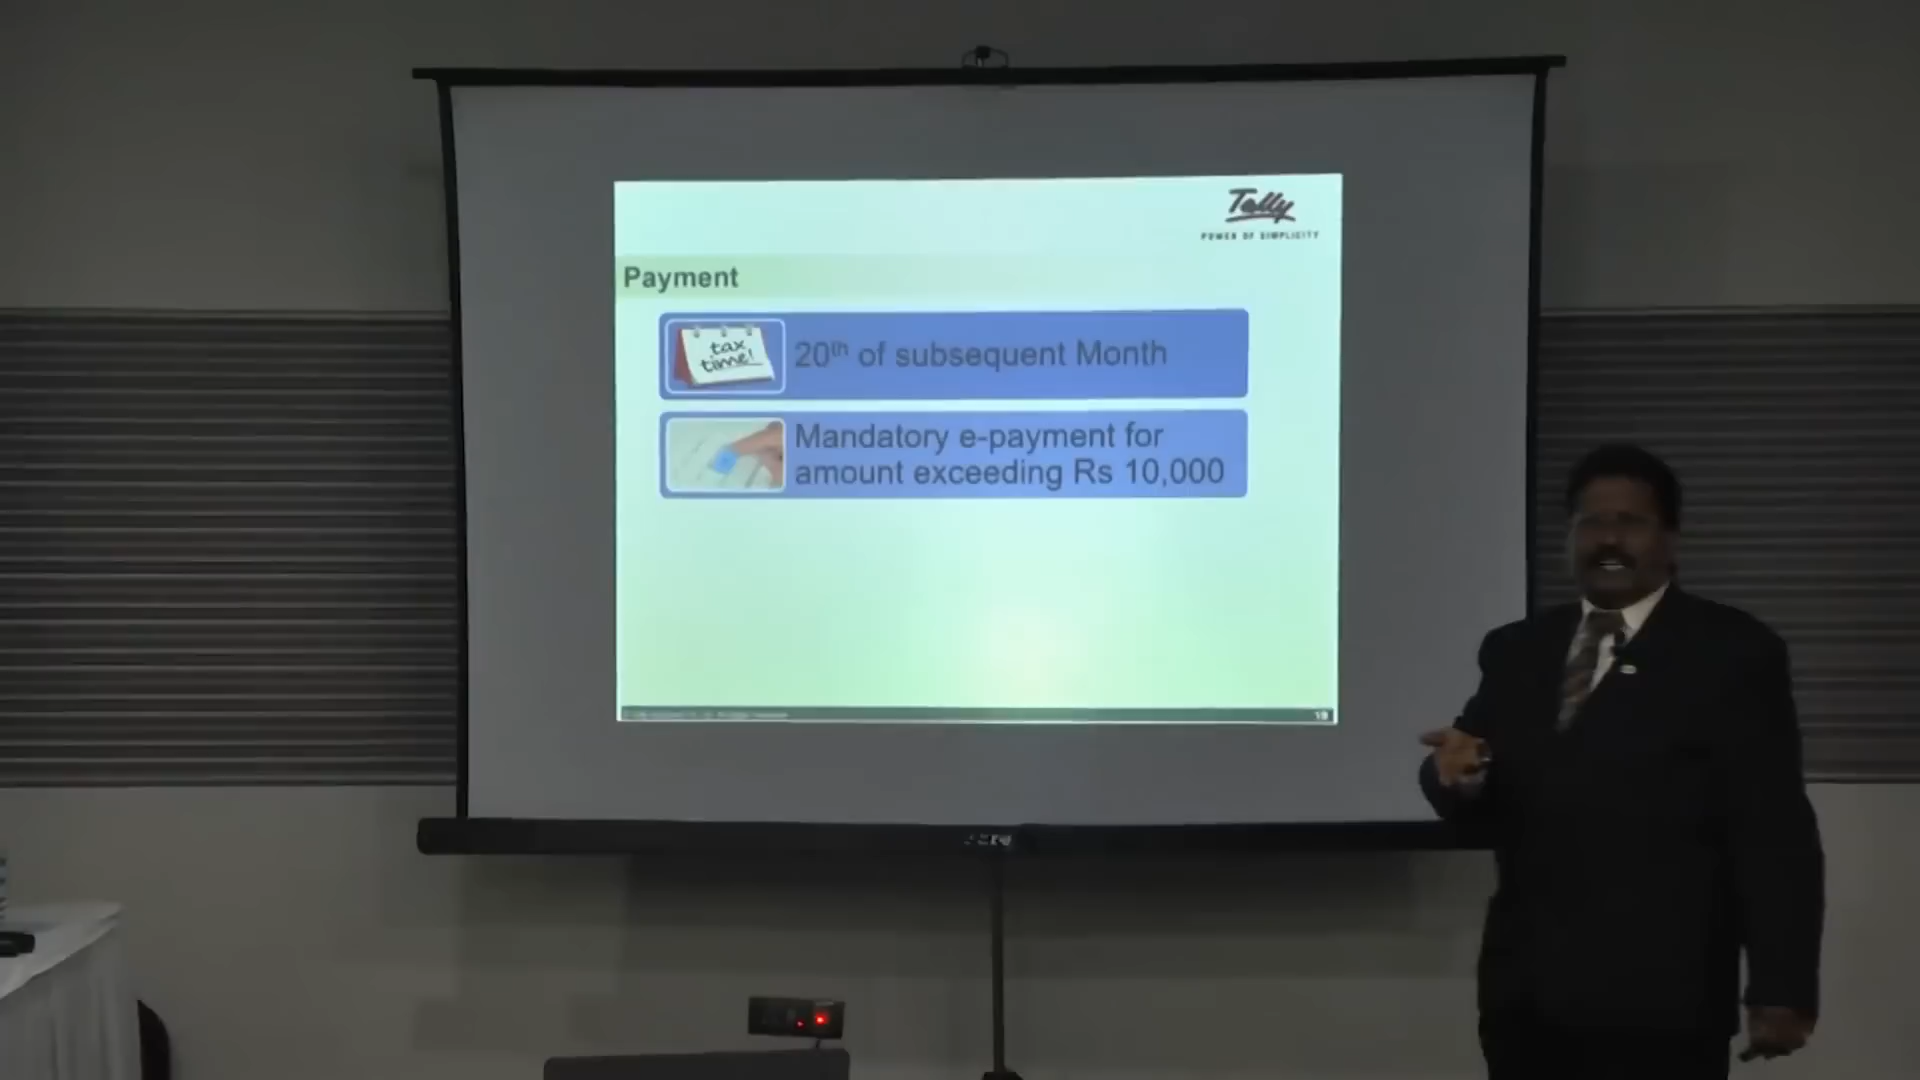 Tally
POWER OF SIMPLICITY
Payment
tax
time!
20th of subsequent Month
Mandatory e-payment for
amount exceeding Rs 10,000